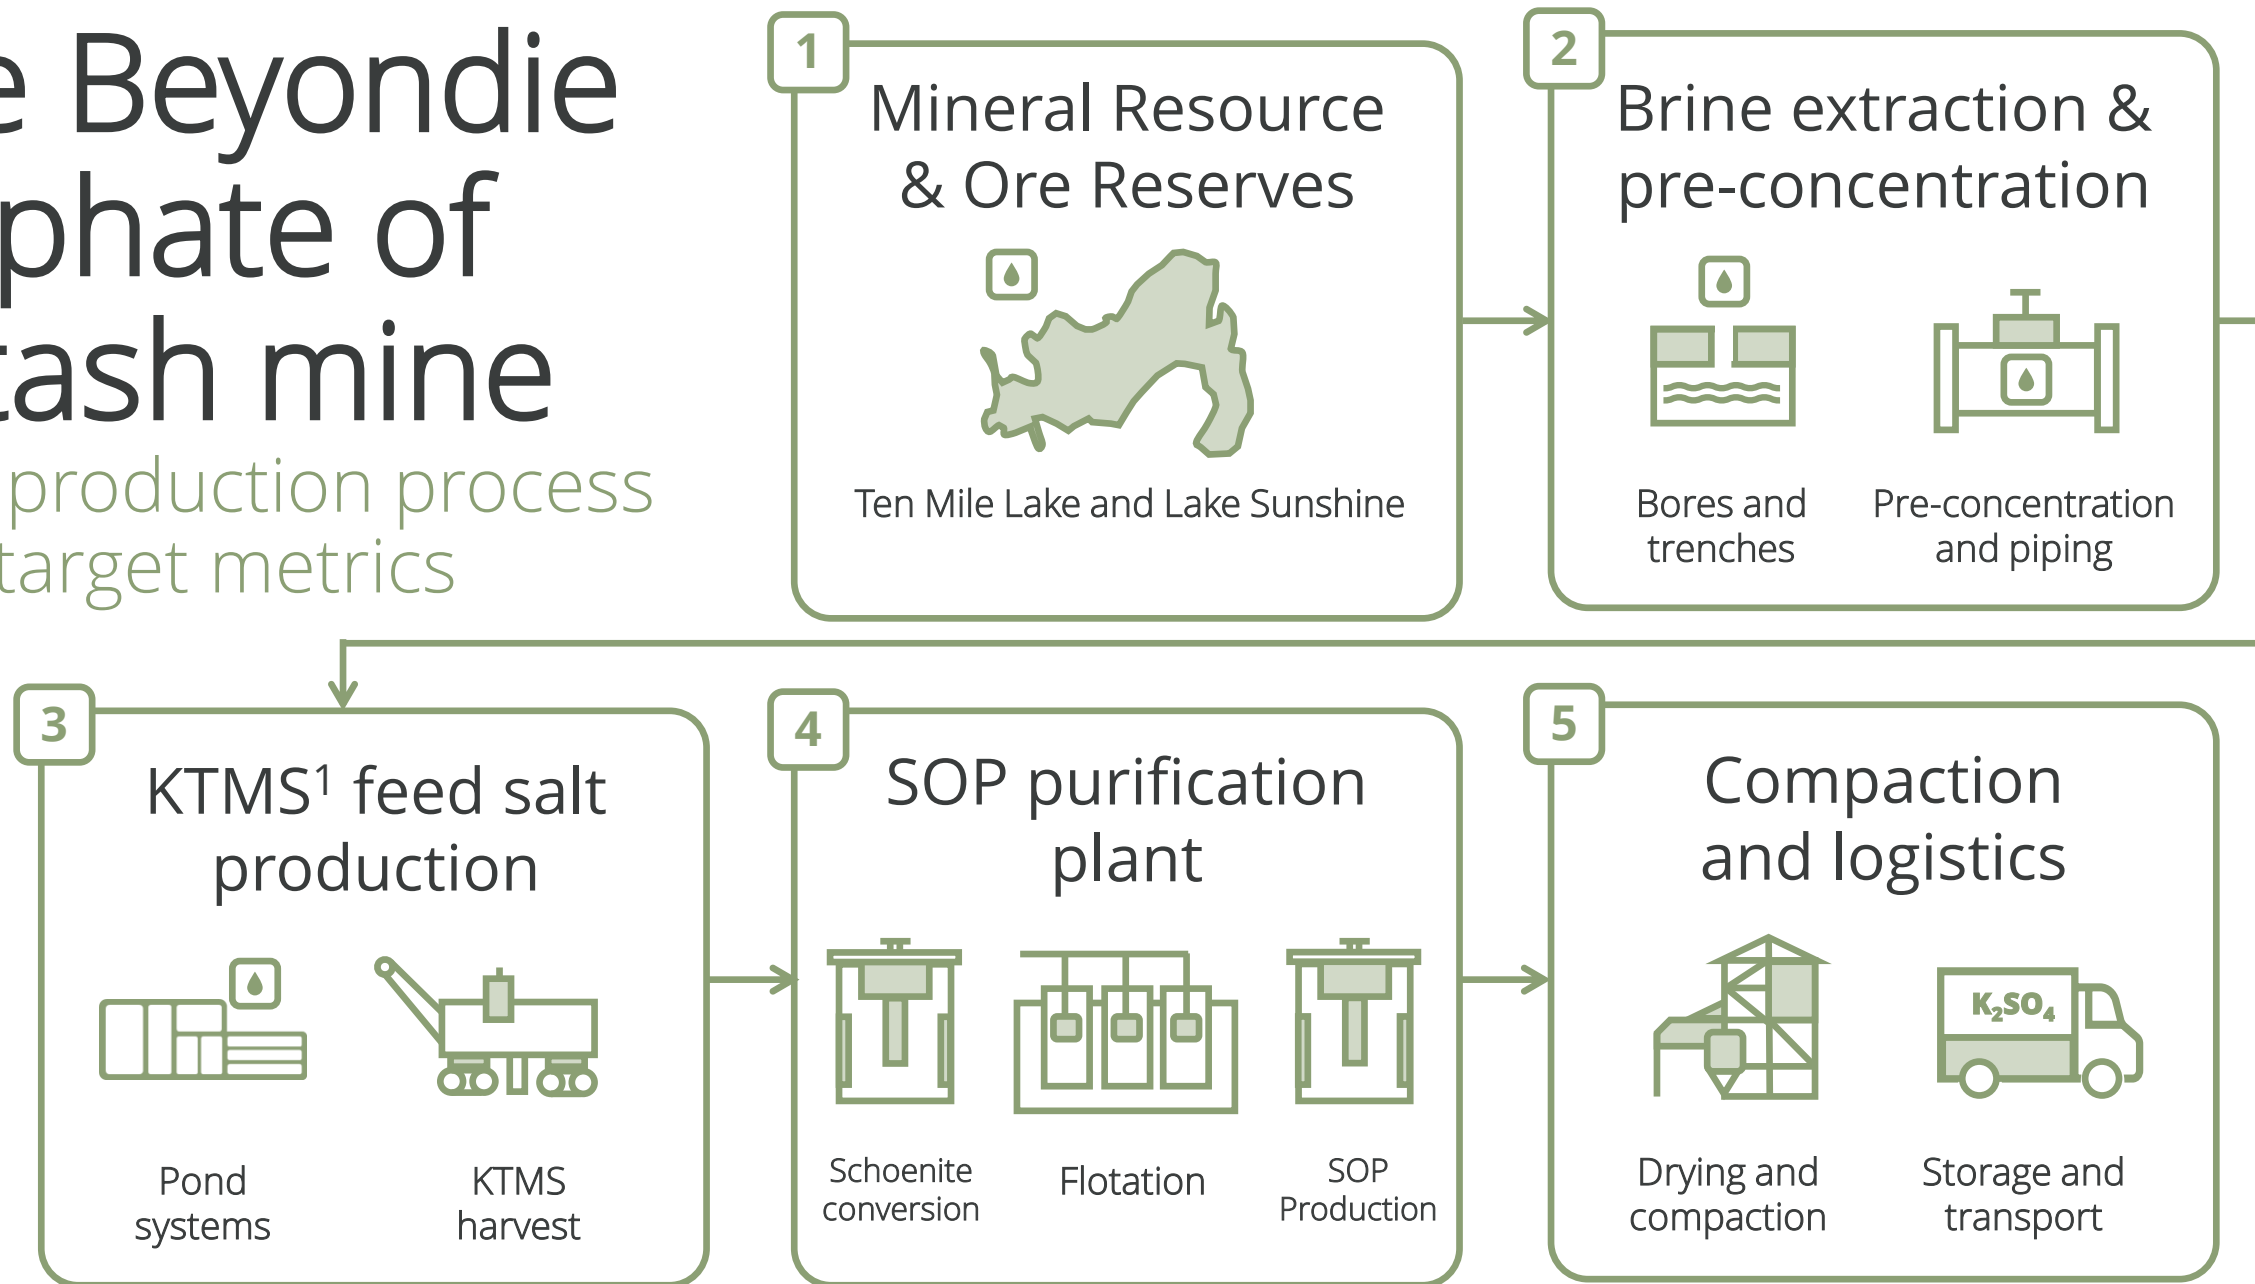 e Beyondie
phate of
tash mine
production process
target metrics
1
Mineral Resource
& Ore Reserves
Ten Mile Lake and Lake Sunshine
2
Brine extraction &
pre-concentration
Bores and
trenches
Pre-concentration
and piping
3
KTMS¹ feed salt
production
Pond
systems
KTMS
harvest
4
SOP purification
plant
Schoenite
conversion
Flotation
SOP
Production
5
Compaction
and logistics
Drying and
compaction
K₂SO₄
Storage and
transport